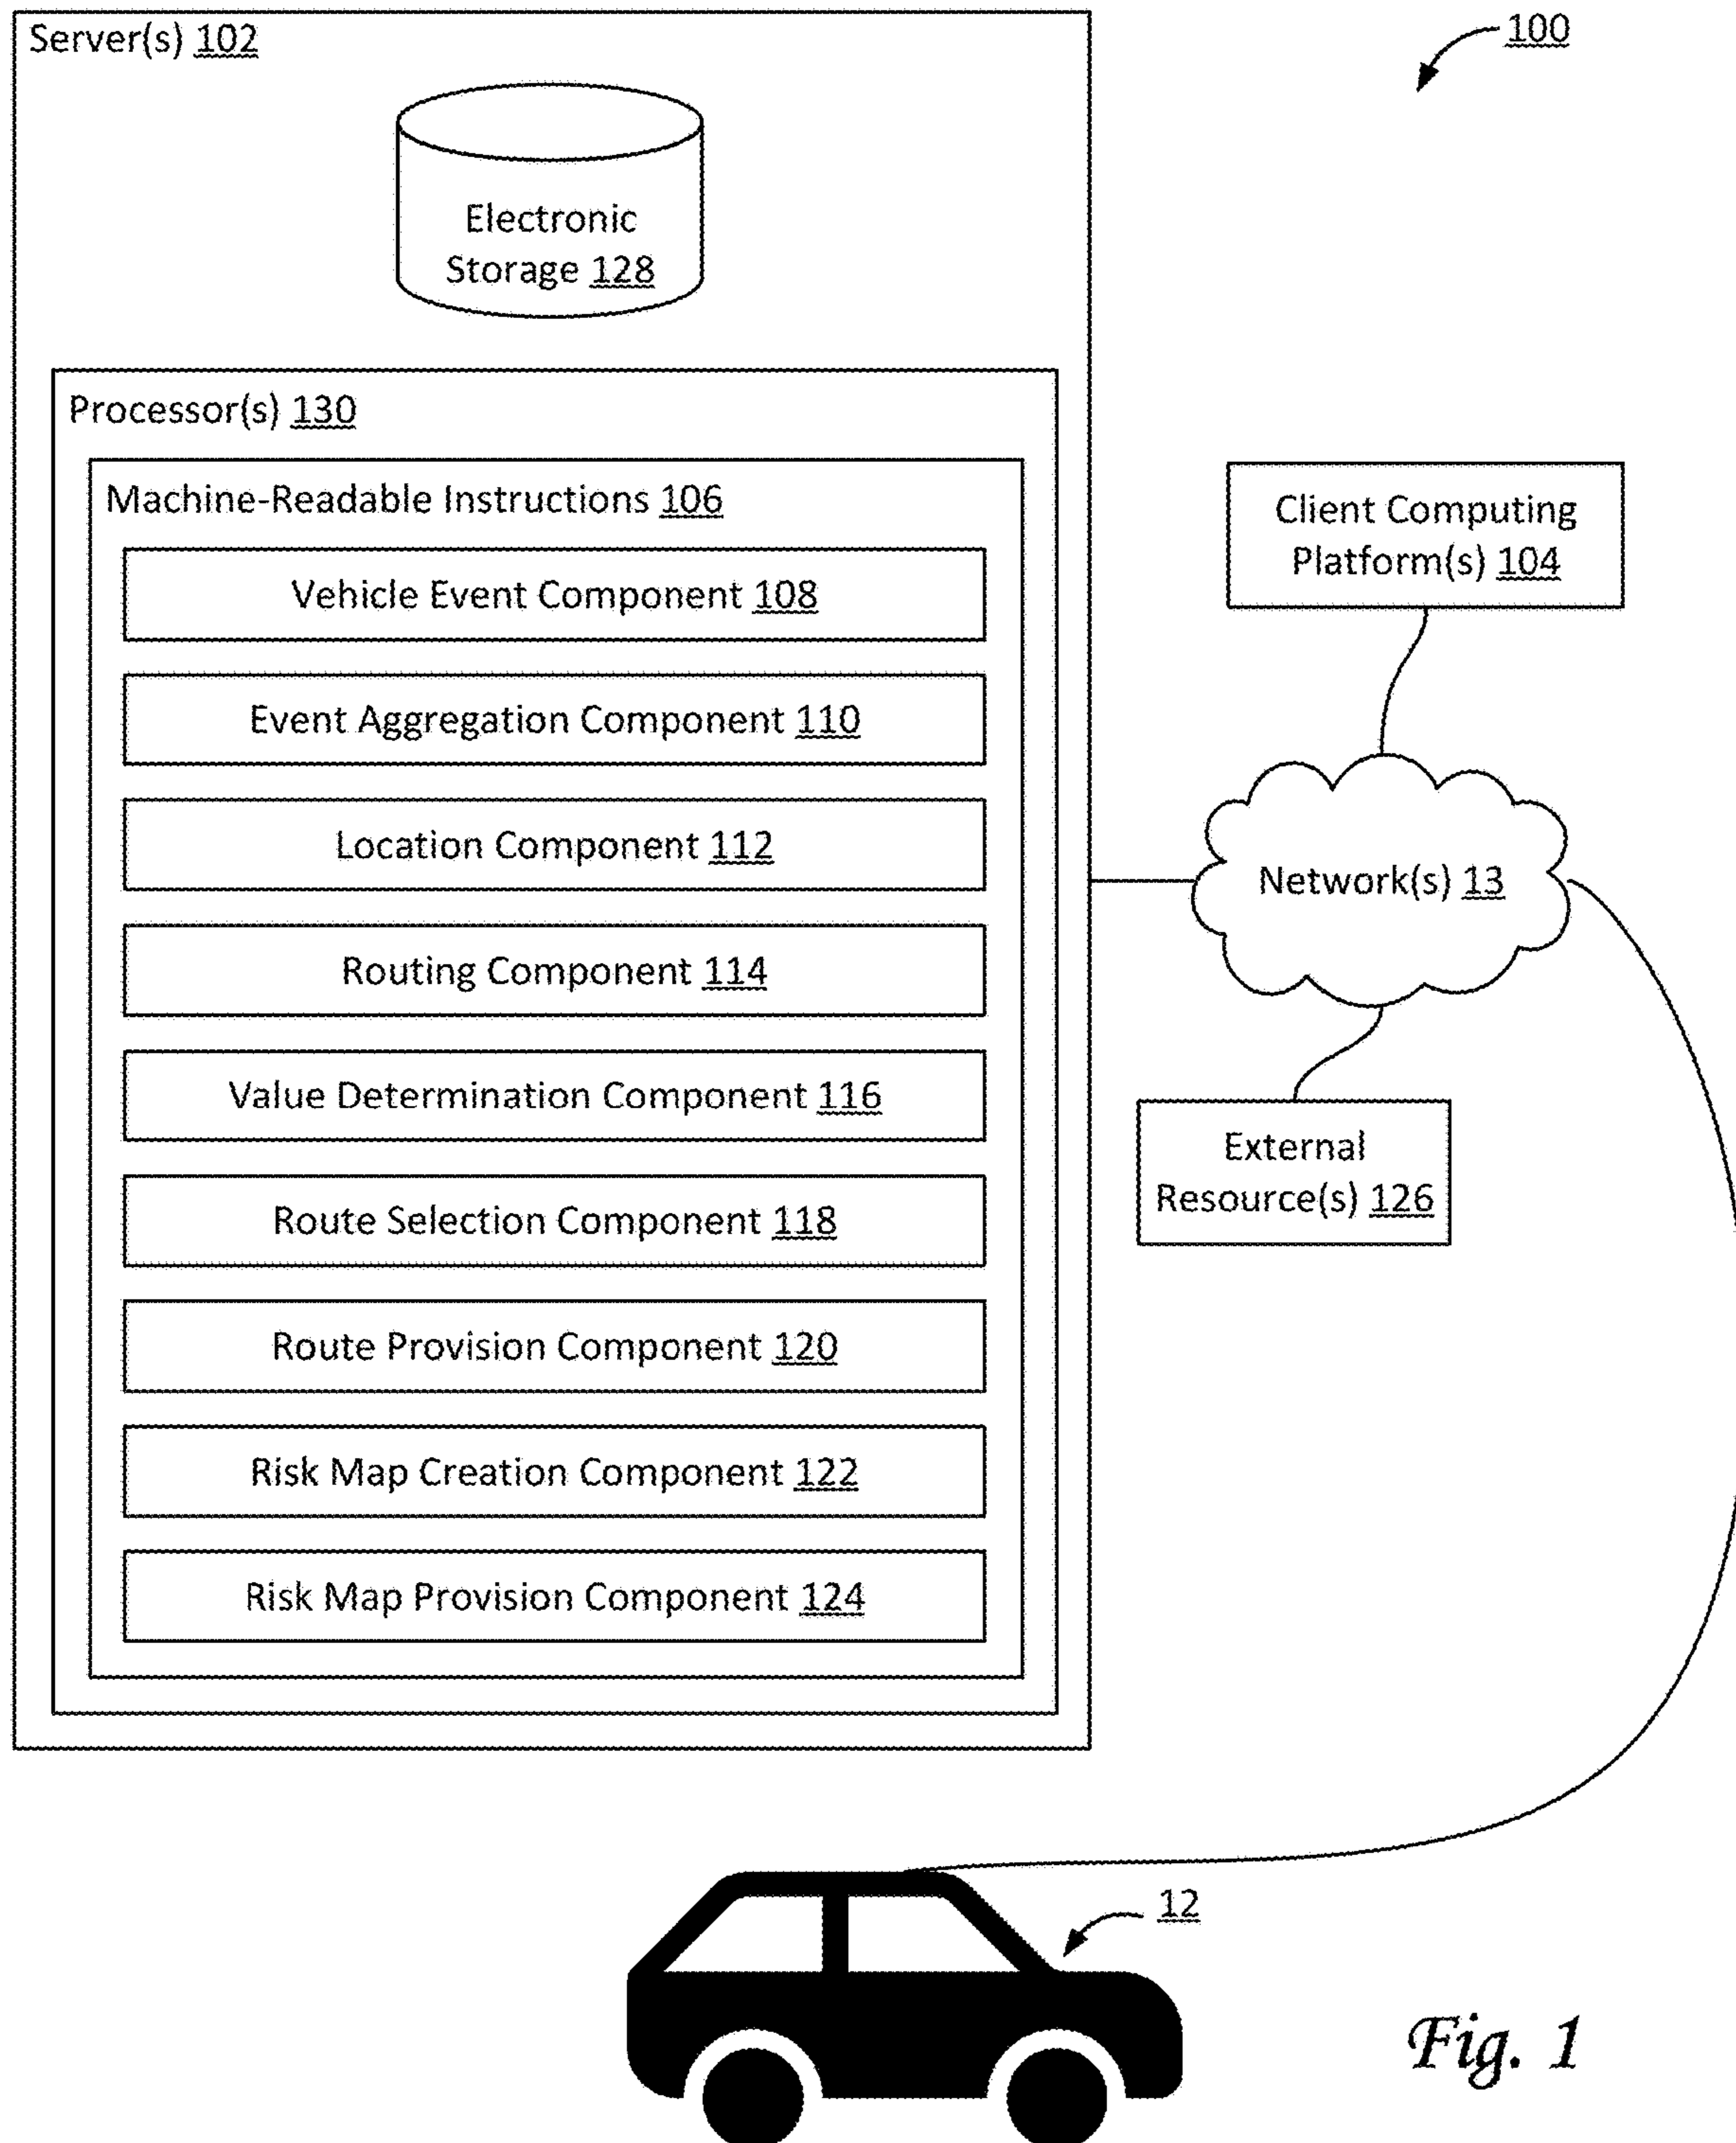 Server(s) 102
100
Electronic
Storage 128
Processor(s) 130
Machine-Readable Instructions 106
Vehicle Event Component 108
Event Aggregation Component 110
Location Component 112
Routing Component 114
Value Determination Component 116
Route Selection Component 118
Route Provision Component 120
Risk Map Creation Component 122
Risk Map Provision Component 124
Client Computing
Platform(s) 104
Network(s) 13
External
Resource(s) 126
12
Fig. 1